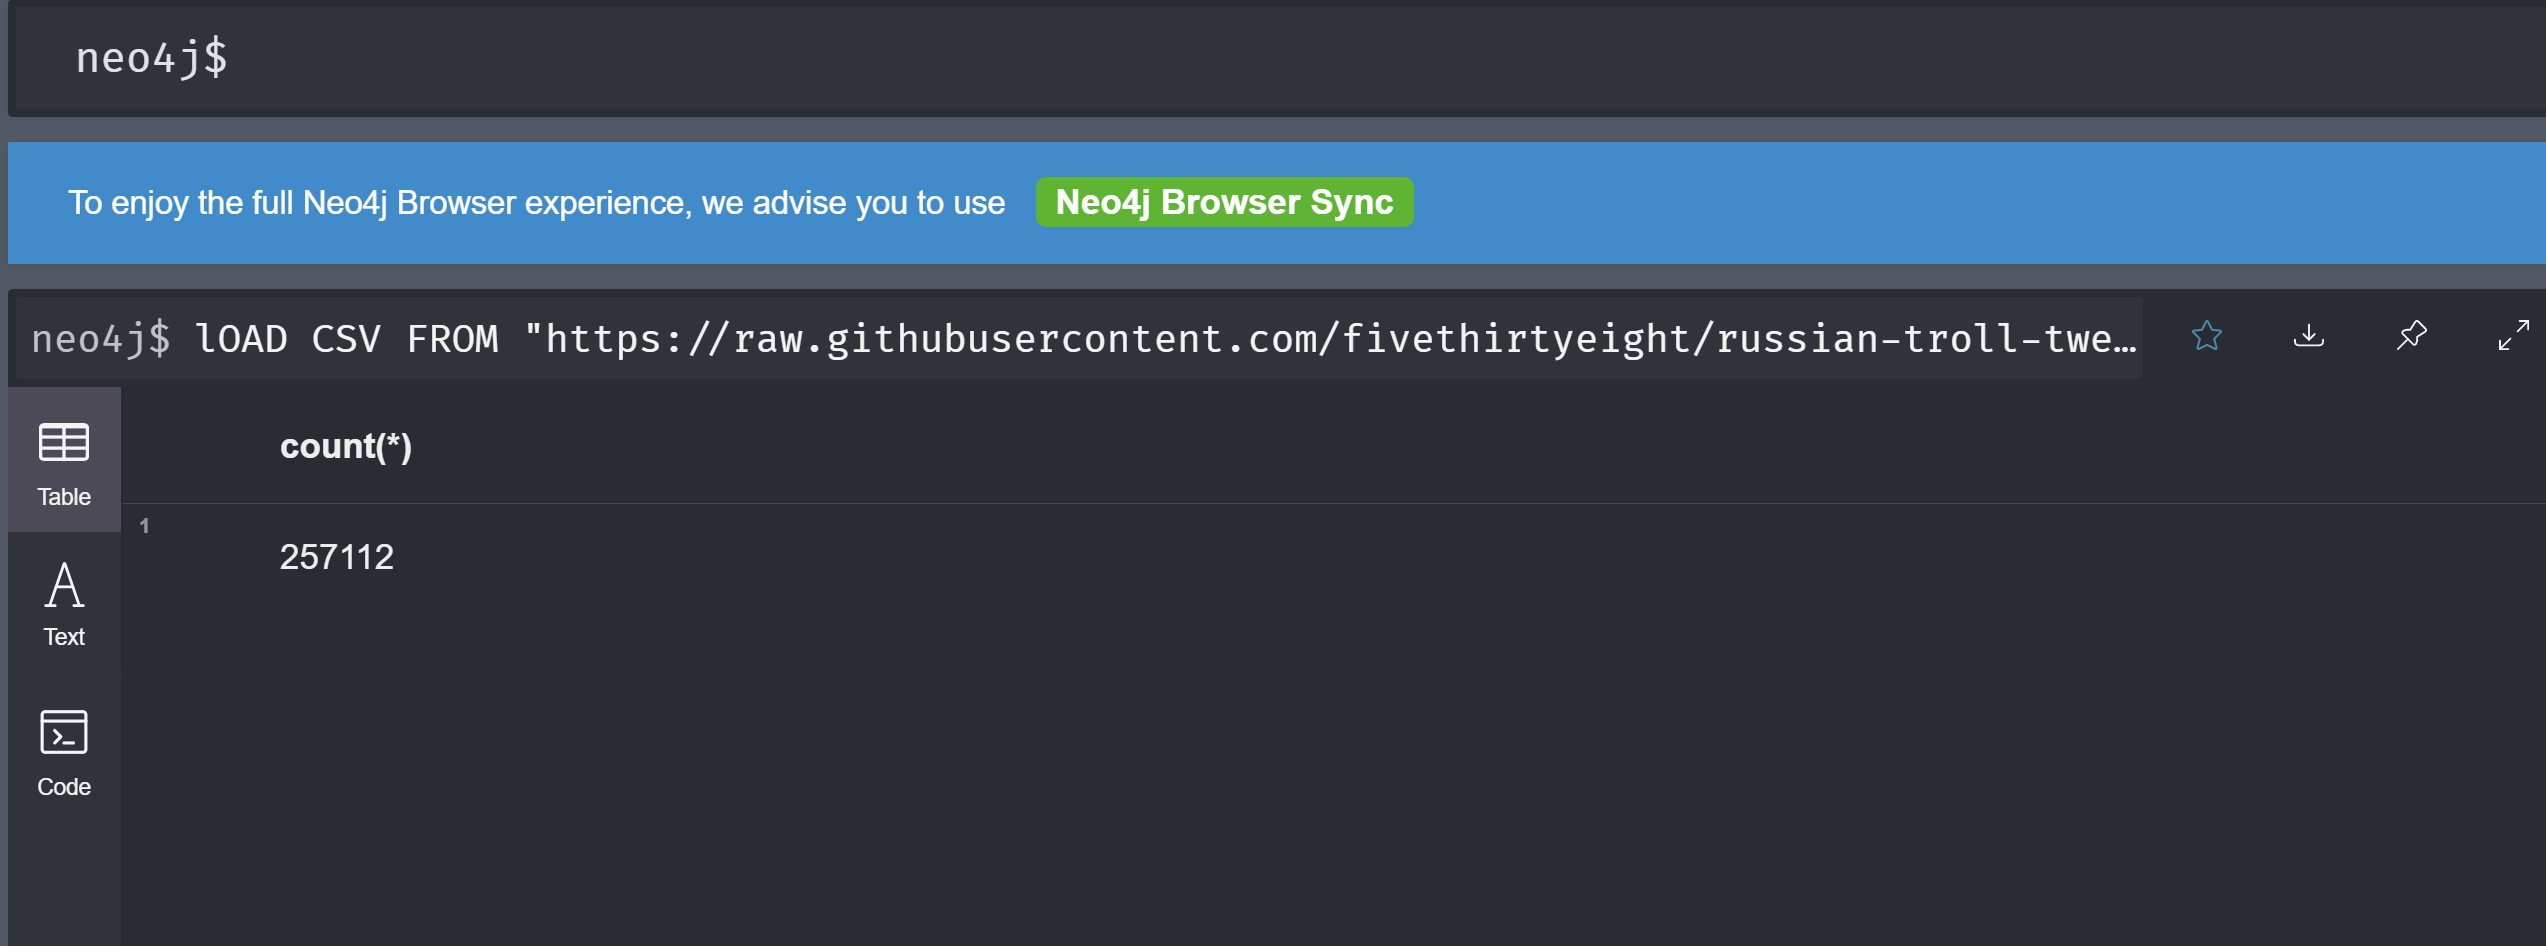 neo4j$
To enjoy the full Neo4j Browser experience, we advise you to use Neo4j Browser Sync
neo4j$ lOAD CSV FROM "https://raw.githubusercontent.com/fivethirtyeight/russian-troll-twe…
Table
count(*)
1
257112
Text
Code